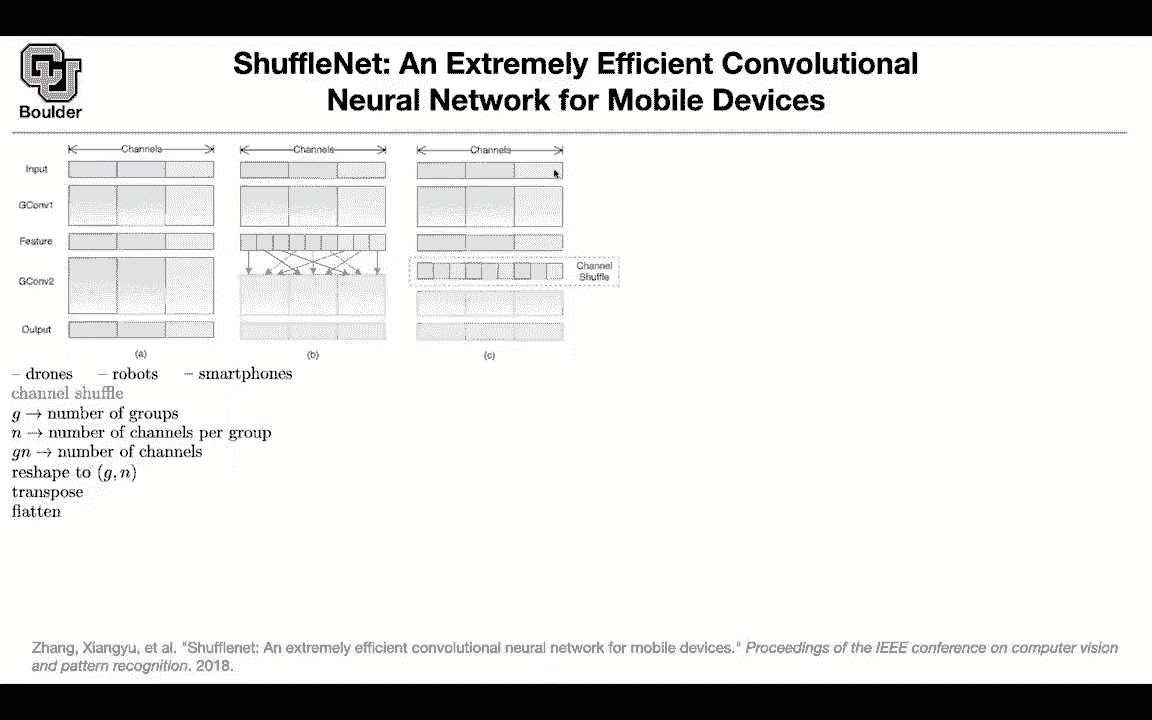 Boulder
ShuffleNet: An Extremely Efficient Convolutional
Neural Network for Mobile Devices
Channels Channels Channels
Input
GConv1
Feature
Channel
Shuffle
GConv2
Output
(a) (b) (c)
– drones – robots – smartphones
channel shuffle
g → number of groups
n → number of channels per group
gn → number of channels
reshape to (g, n)
transpose
flatten
Zhang, Xiangyu, et al. "Shufflenet: An extremely efficient convolutional neural network for mobile devices." Proceedings of the IEEE conference on computer vision
and pattern recognition. 2018.